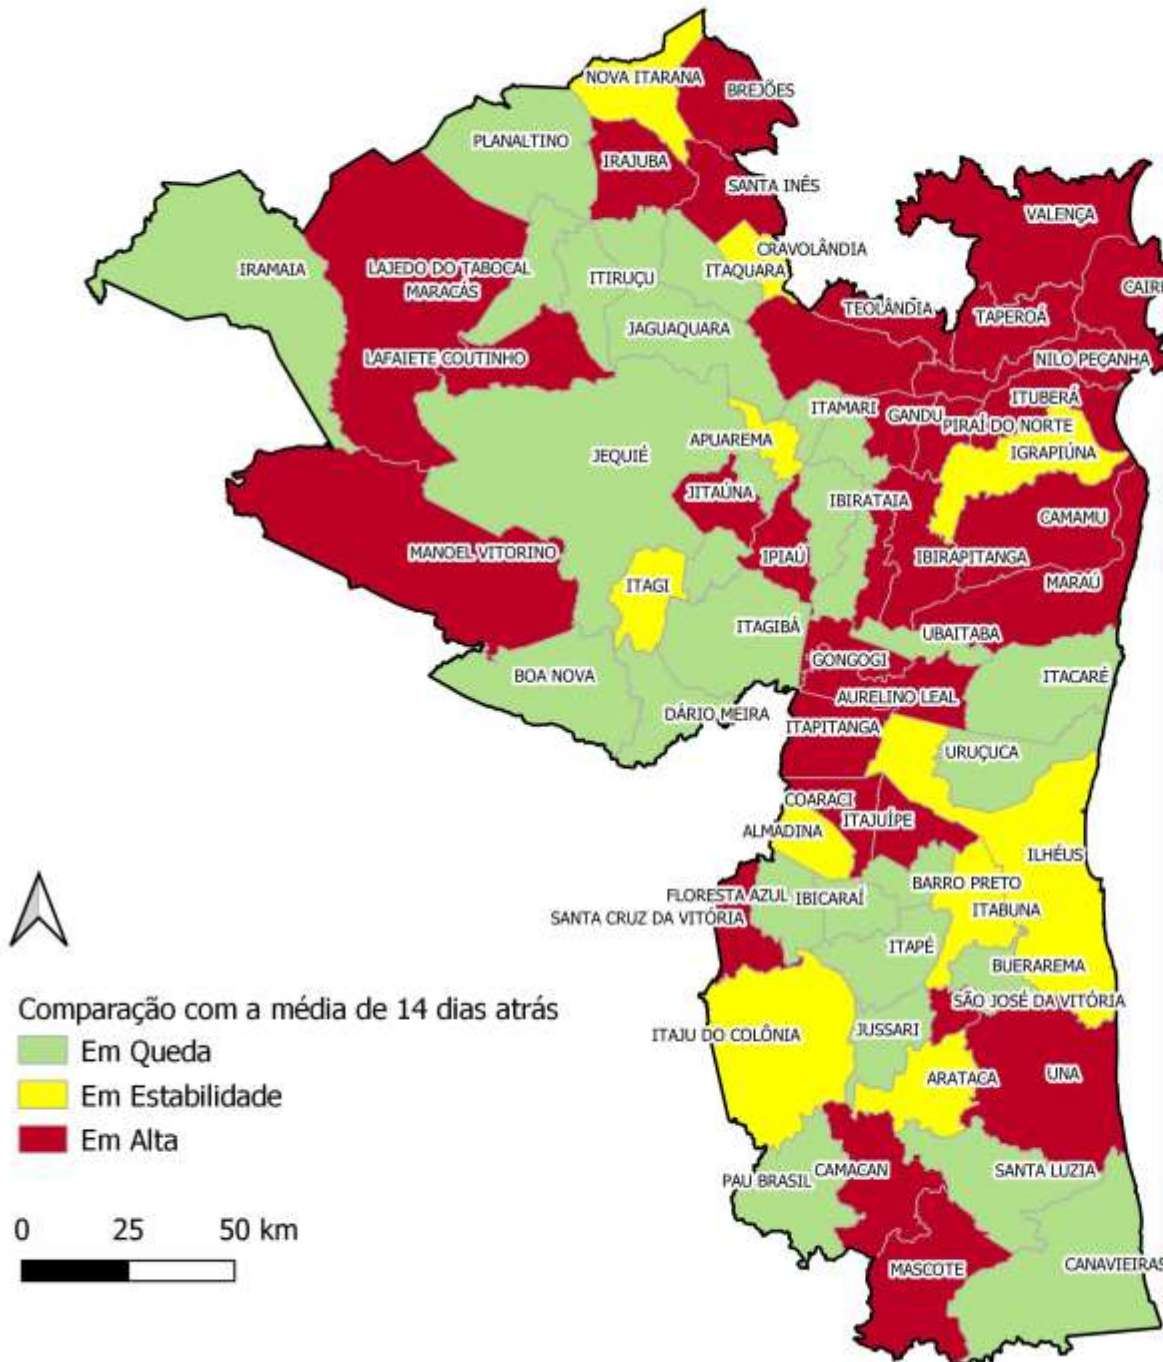 NOVA ITARANA
BREJÕES
PLANALTINO
IRAJUBA
SANTA INÊS
VALENÇA
CRAVOLÂNDIA
IRAMAIA
LAJEDO DO TABOCAL
ITIRUÇU
ITAQUARA
MARACÁS
CAIRU
TEOLÂNDIA
TAPEROÁ
JAGUAQUARA
LAFAIETE COUTINHO
NILO PEÇANHA
ITUBERÁ
ITAMARI
GANDU
PIRAÍ DO NORTE
APUAREMA
JEQUIÉ
IGRAPIÚNA
JITAÚNA
IBIRATAIA
CAMAMU
MANOEL VITORINO
IPIAÚ
IBIRAPITANGA
ITAGI
MARAÚ
ITAGIBÁ
UBAITABA
GONGOGI
BOA NOVA
ITACARÉ
AURELINO LEAL
DÁRIO MEIRA
ITAPITANGA
URUÇUCA
COARACI
ITAJUÍPE
ALMADINA
ILHÉUS
FLORESTA AZUL
IBICARAÍ
BARRO PRETO
SANTA CRUZ DA VITÓRIA
ITABUNA
ITAPÉ
BUERAREMA
SÃO JOSÉ DA VITÓRIA
ITAJU DO COLÔNIA
JUSSARI
ARATACA
UNA
CAMACAN
SANTA LUZIA
PAU BRASIL
MASCOTE
CANAVIEIRAS
Comparação com a média de 14 dias atrás
Em Queda
Em Estabilidade
Em Alta
0 25 50 km